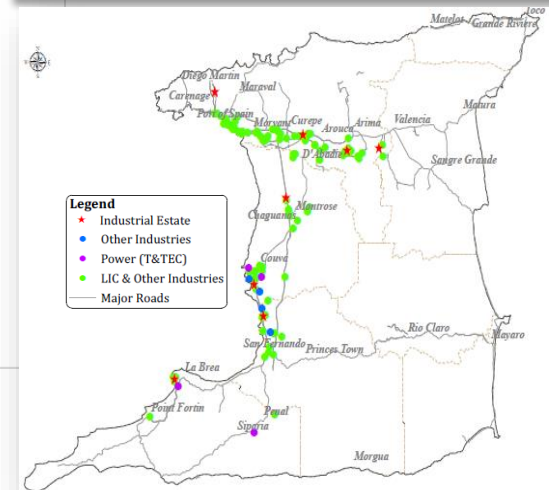 Toco
Matelot
Grande Riviere
N
W
E
S
Diego Martin
Maraval
Carenage
Port of Spain
Morvant
Curepe
Arouca
Arima
Valencia
Matura
D'Abadie
Sangre Grande
Legend
Industrial Estate
Other Industries
Power (T&TEC)
LIC & Other Industries
Major Roads
Montrose
Chaguanas
Couva
Rio Claro
Mayaro
San Fernando
Princes Town
La Brea
Point Fortin
Penal
Siparia
Morgua